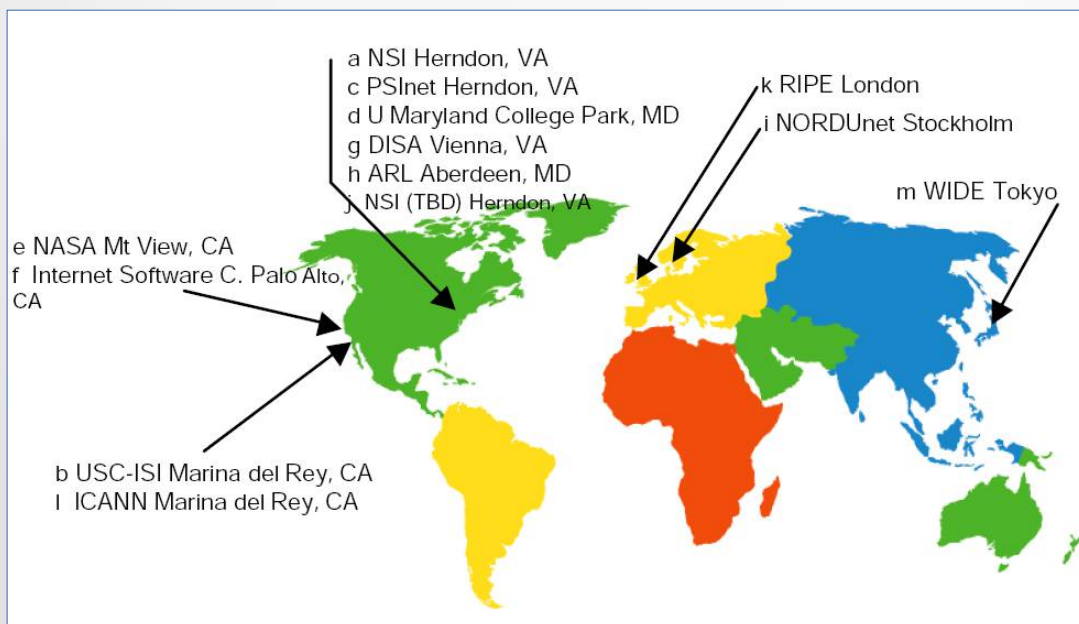 a NSI Herndon, VA
c PSInet Herndon, VA
d U Maryland College Park, MD
g DISA Vienna, VA
h ARL Aberdeen, MD
j NSI (TBD) Herndon, VA
k RIPE London
i NORDUnet Stockholm
m WIDE Tokyo
e NASA Mt View, CA
f Internet Software C. Palo Alto,
CA
b USC-ISI Marina del Rey, CA
l ICANN Marina del Rey, CA